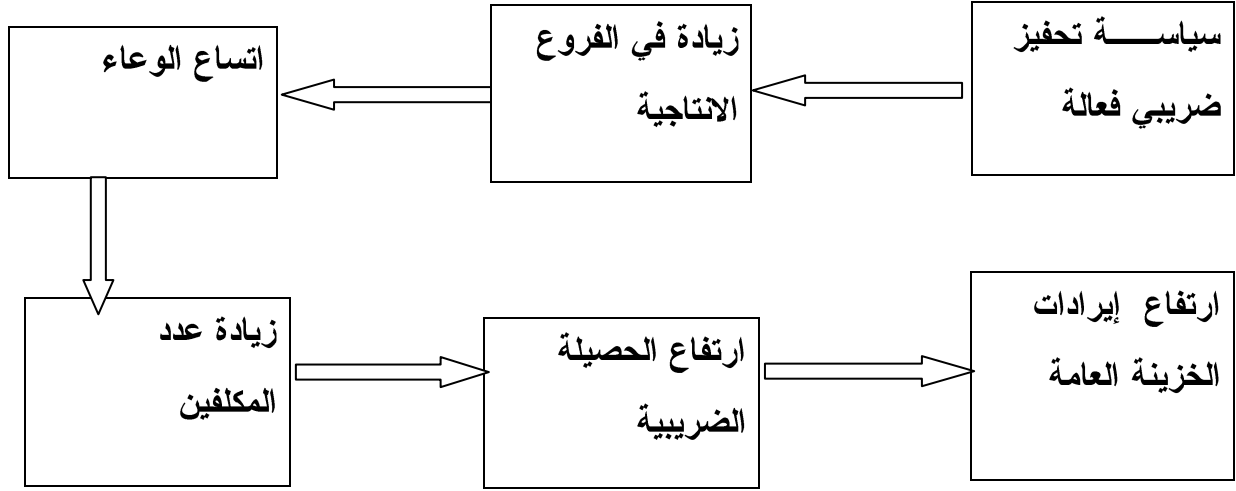 سياســـــة تحفيز
ضريبي فعالة
زيادة في الفروع
الانتاجية
اتساع الوعاء
زيادة عدد
المكلفين
ارتفاع الحصيلة
الضريبية
ارتفاع إيرادات
الخزينة العامة